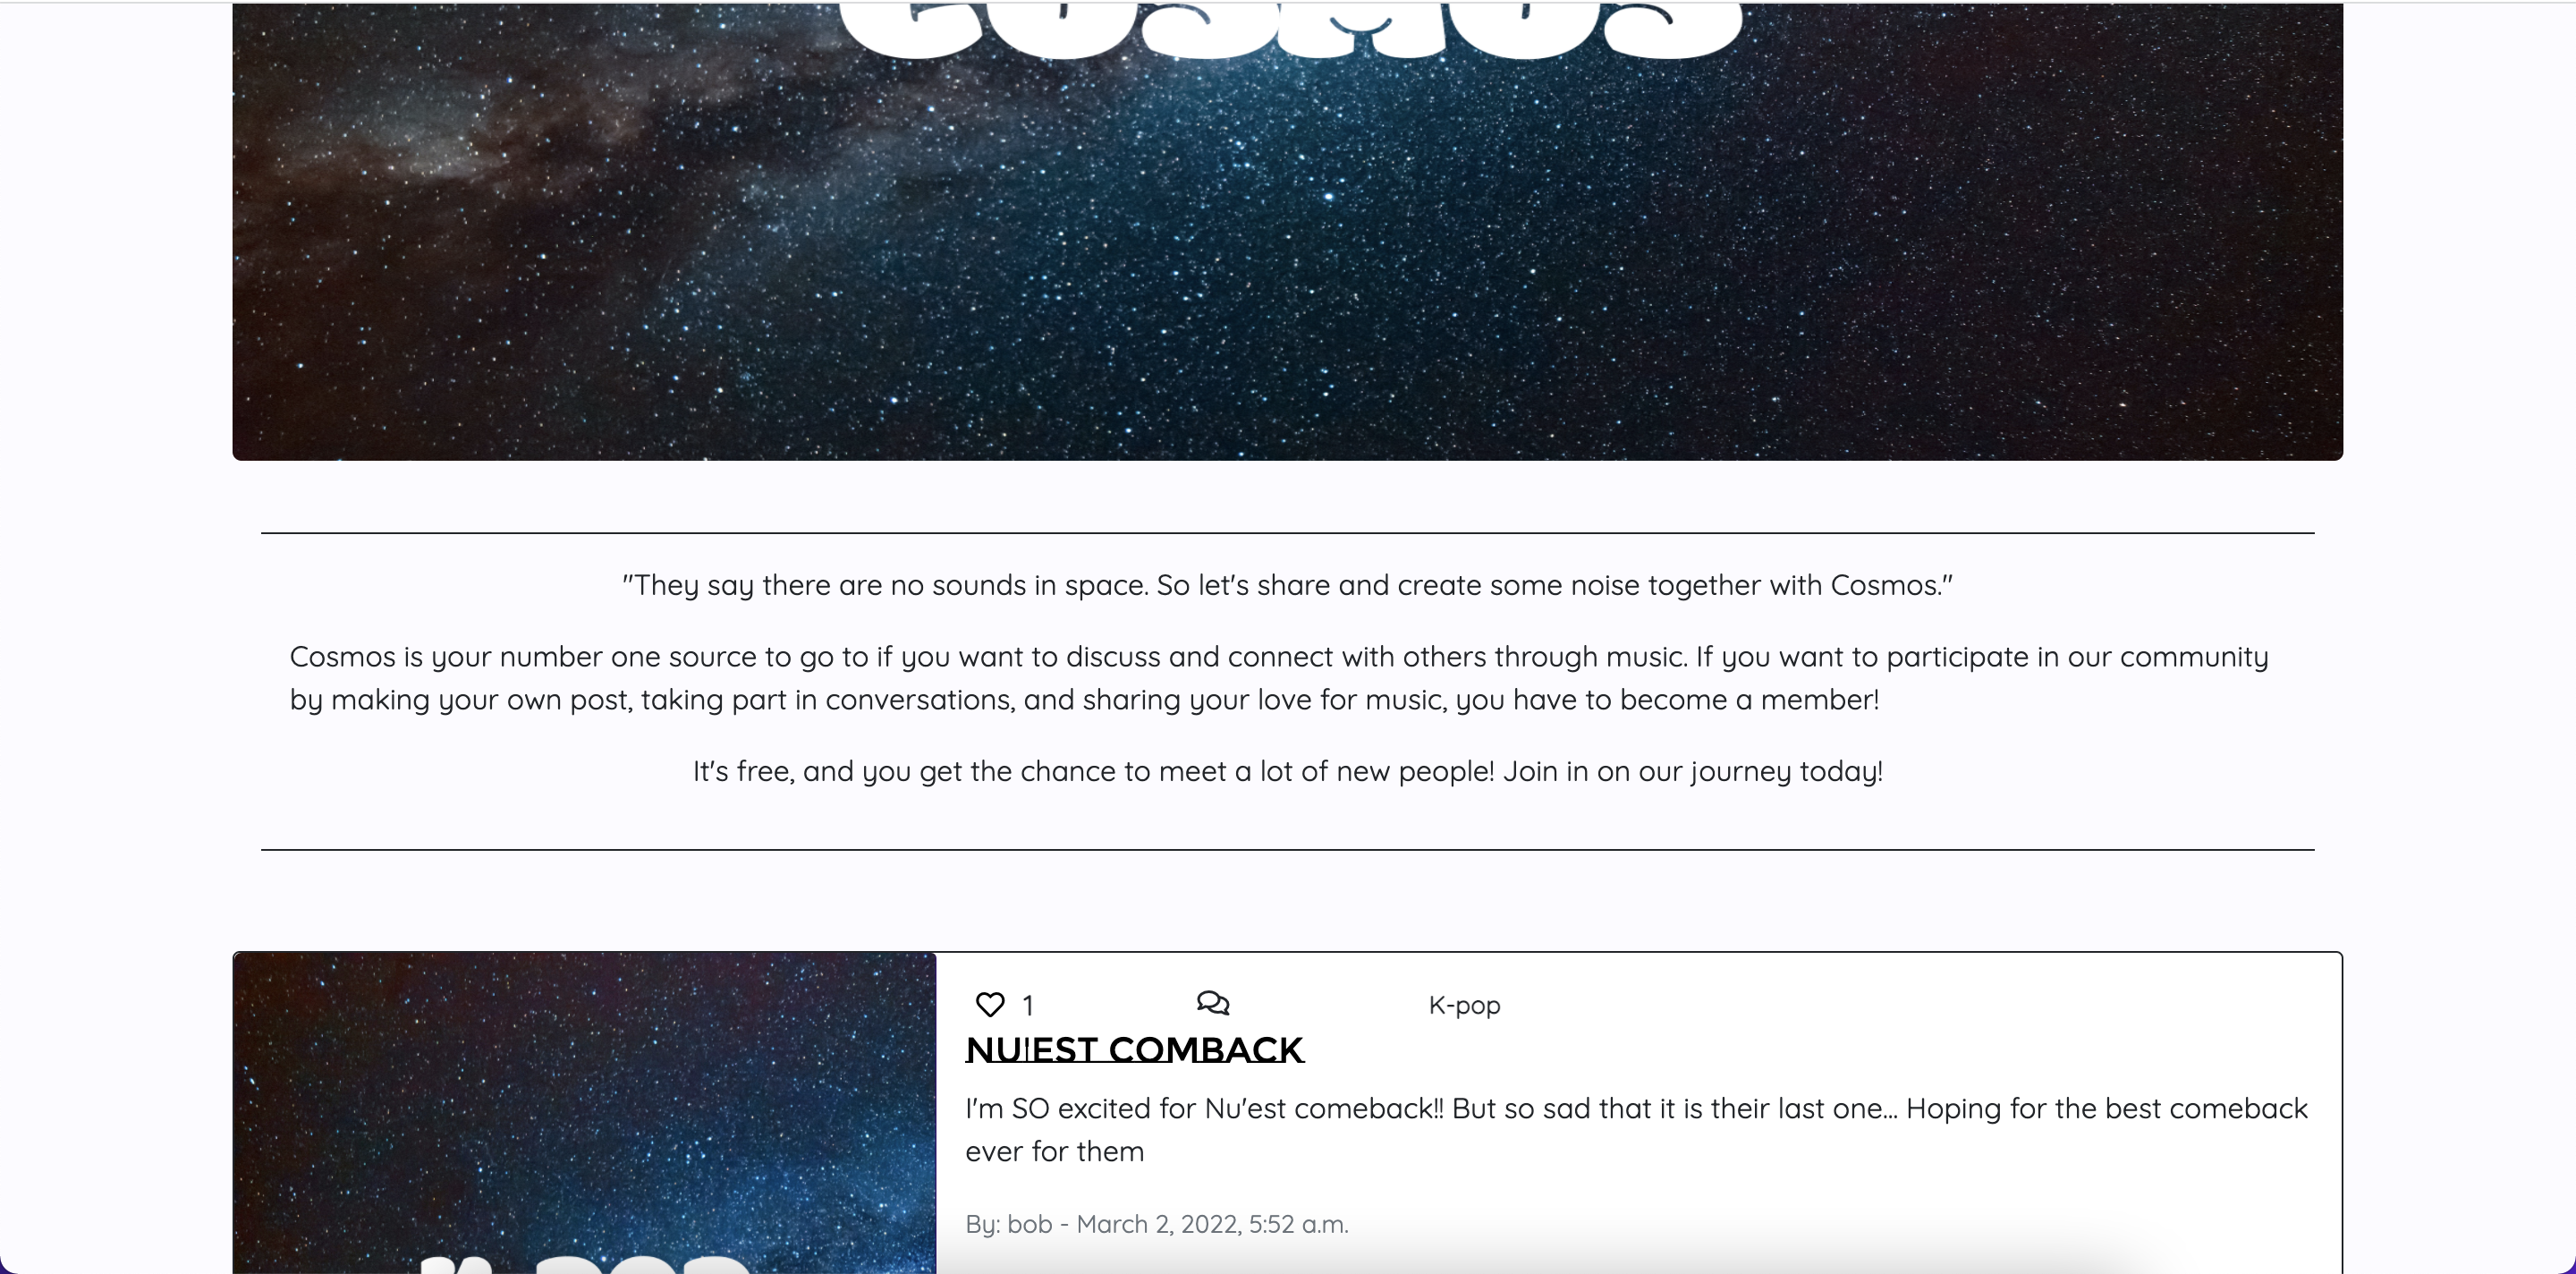 COSMOS
"They say there are no sounds in space. So let's share and create some noise together with Cosmos."
Cosmos is your number one source to go to if you want to discuss and connect with others through music. If you want to participate in our community
by making your own post, taking part in conversations, and sharing your love for music, you have to become a member!
It's free, and you get the chance to meet a lot of new people! Join in on our journey today!
1 K-pop
NU'EST COMBACK
I'm SO excited for Nu'est comeback!! But so sad that it is their last one... Hoping for the best comeback
ever for them
By: bob - March 2, 2022, 5:52 a.m.